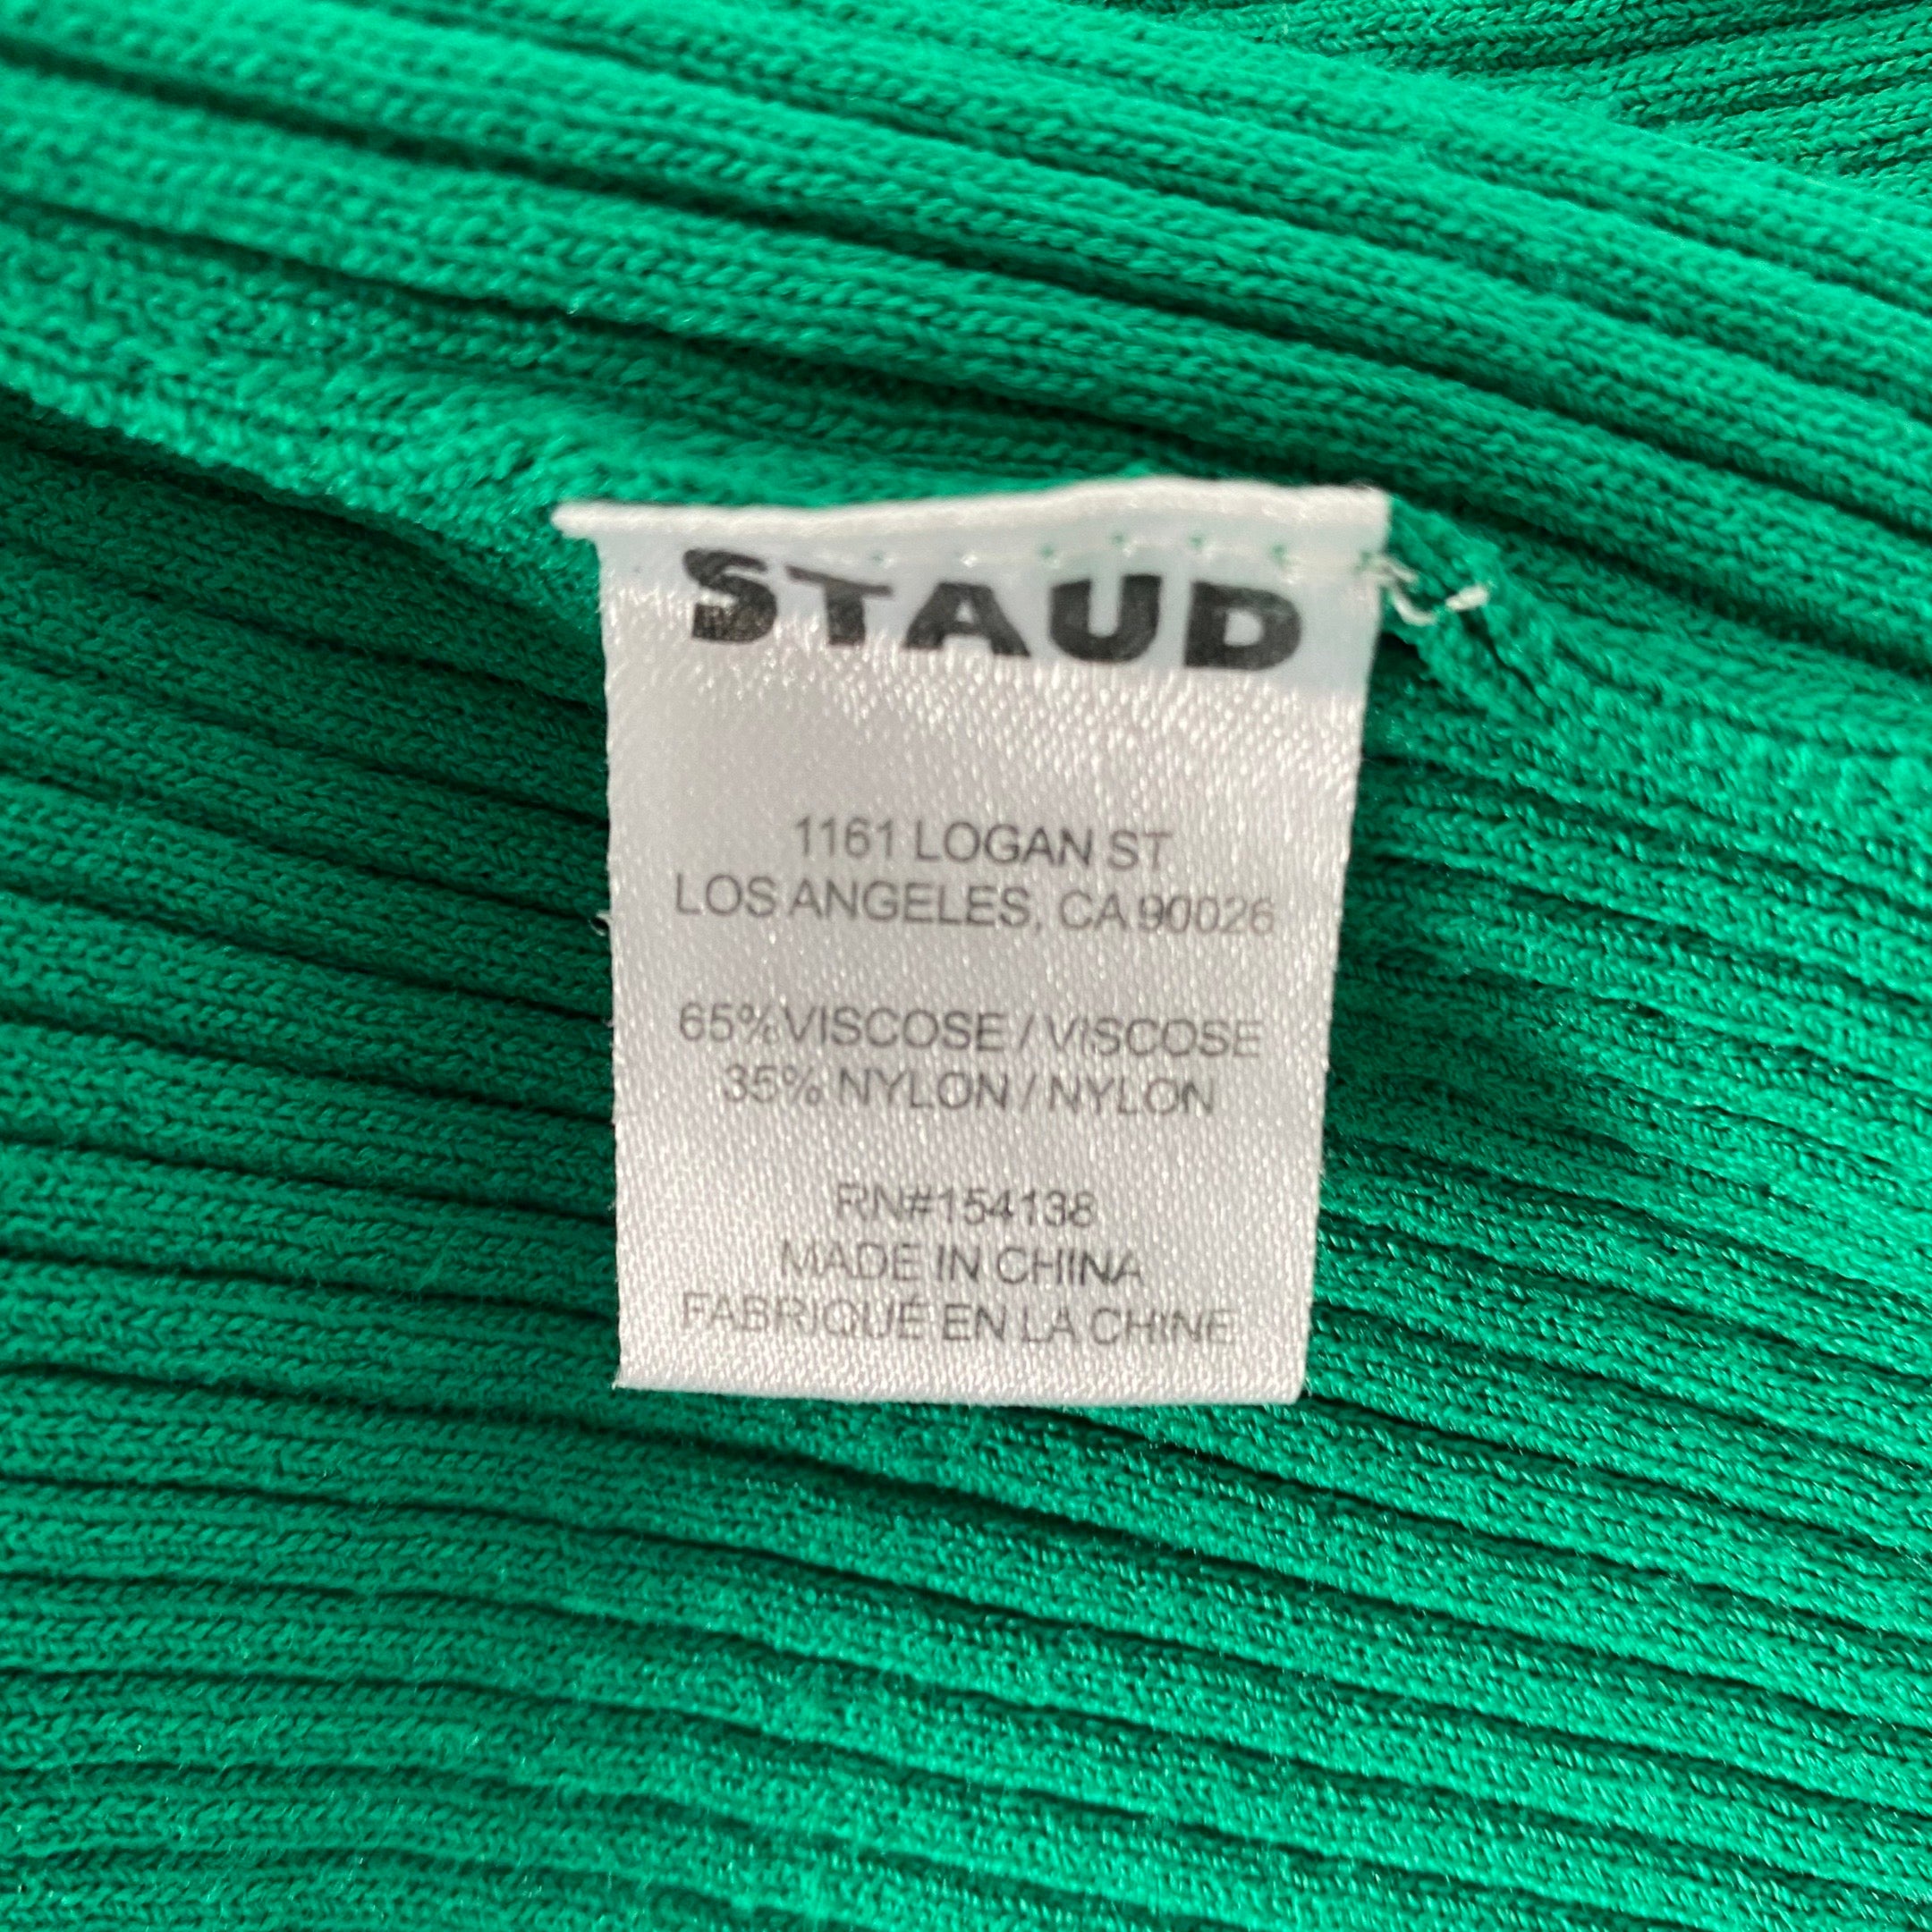 STAUD
1161 LOGAN ST
LOS ANGELES, CA 90026
65% VISCOSE / VISCOSE
35% NYLON / NYLON
RN#154138
MADE IN CHINA
FABRIQUÉ EN LA CHINE